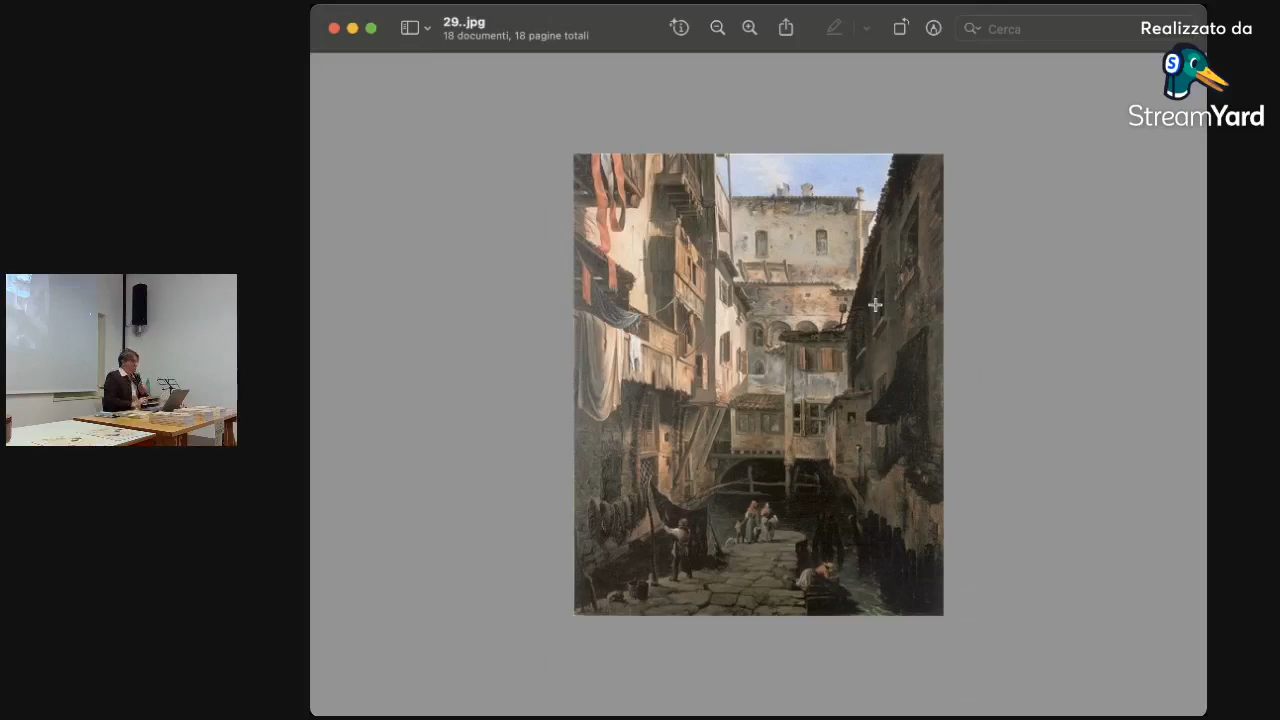 29..jpg
18 documenti, 18 pagine totali
Cerca
Realizzato da
S
StreamYard